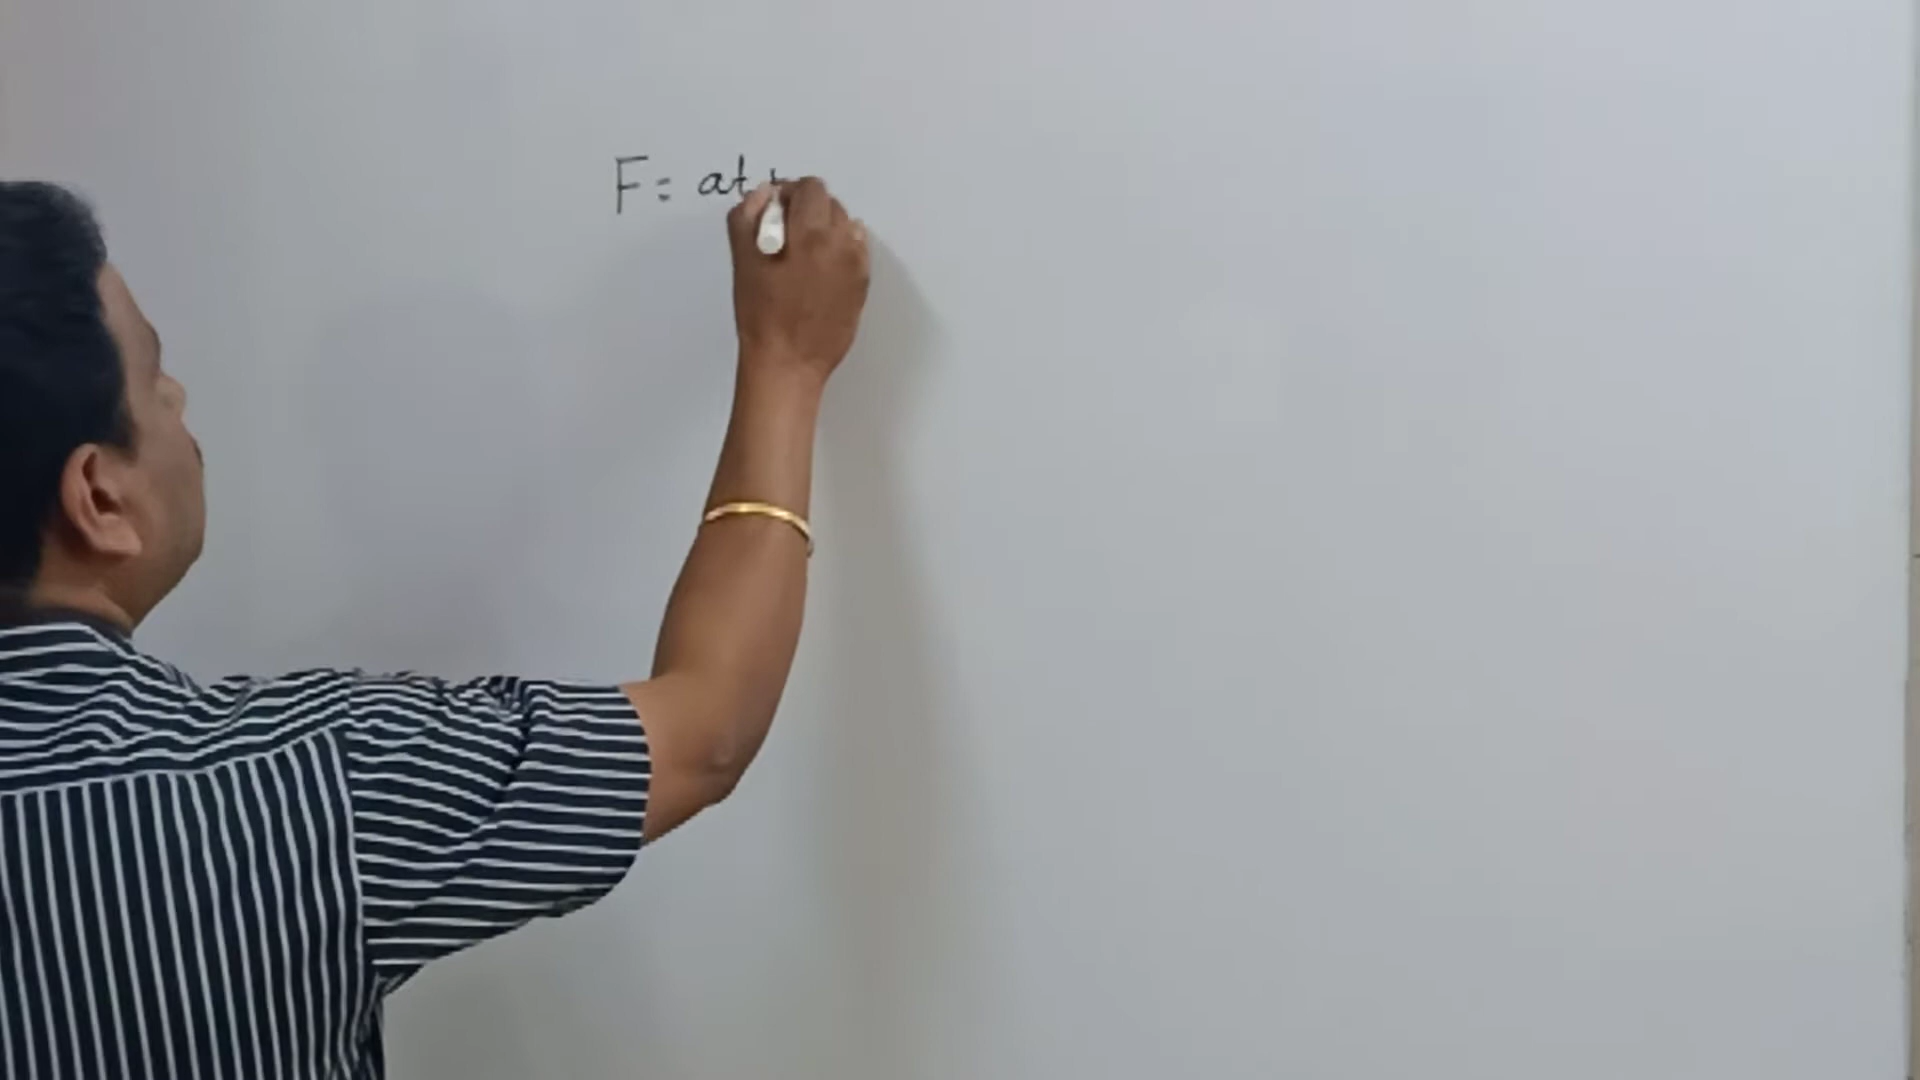 F = at +